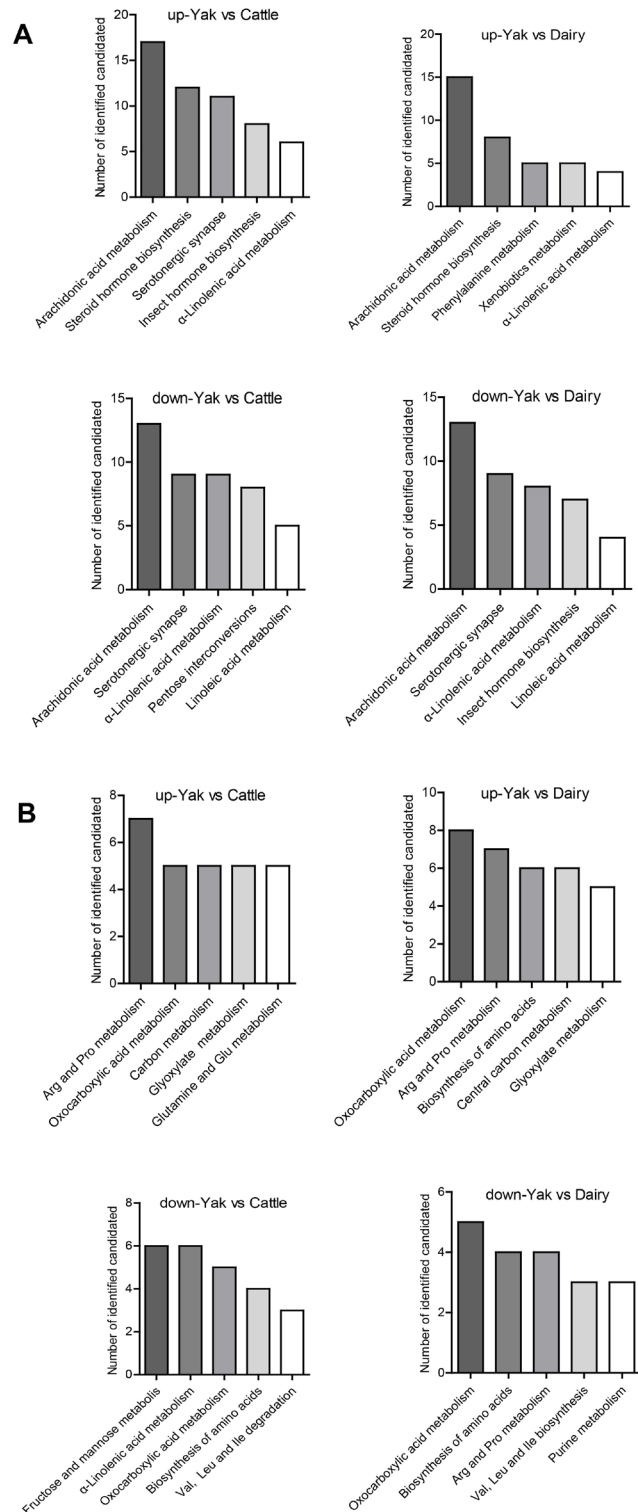 A
up-Yak vs Cattle
Number of identified candidated
20
15
10
5
0
Arachidonic acid metabolism
Steroid hormone biosynthesis
Serotonergic synapse
Insect hormone biosynthesis
α-Linolenic acid metabolism
up-Yak vs Dairy
Number of identified candidated
20
15
10
5
0
Arachidonic acid metabolism
Steroid hormone biosynthesis
Phenylalanine metabolism
Xenobiotics metabolism
α-Linolenic acid metabolism
down-Yak vs Cattle
Number of identified candidated
15
10
5
0
Arachidonic acid metabolism
Serotonergic synapse
α-Linolenic acid metabolism
Pentose interconversions
Linoleic acid metabolism
down-Yak vs Dairy
Number of identified candidated
15
10
5
0
Arachidonic acid metabolism
Serotonergic synapse
α-Linolenic acid metabolism
Insect hormone biosynthesis
Linoleic acid metabolism
B
up-Yak vs Cattle
Number of identified candidated
8
6
4
2
0
Arg and Pro metabolism
Oxocarboxylic acid metabolism
Carbon metabolism
Glyoxylate metabolism
Glutamine and Glu metabolism
up-Yak vs Dairy
Number of identified candidated
10
8
6
4
2
0
Oxocarboxylic acid metabolism
Arg and Pro metabolism
Biosynthesis of amino acids
Central carbon metabolism
Glyoxylate metabolism
down-Yak vs Cattle
Number of identified candidated
8
6
4
2
0
Fructose and mannose metabolis
α-Linolenic acid metabolism
Oxocarboxylic acid metabolism
Biosynthesis of amino acids
Val, Leu and Ile degradation
down-Yak vs Dairy
Number of identified candidated
6
4
2
0
Oxocarboxylic acid metabolism
Biosynthesis of amino acids
Arg and Pro metabolism
Val, Leu and Ile biosynthesis
Purine metabolism